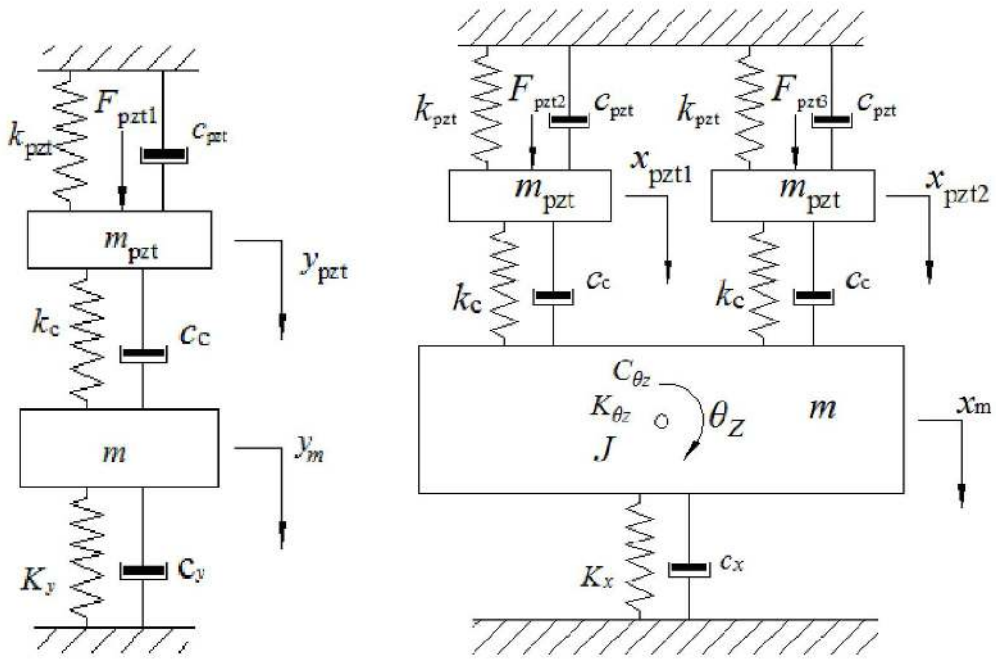 k_pzt F_pzt1 c_pzt
m_pzt
y_pzt
k_c c_C
m
y_m
K_y c_y
k_pzt F_pzt2 c_pzt k_pzt F_pzt3 c_pzt
m_pzt x_pzt1 m_pzt x_pzt2
k_c c_c k_c c_c
C_θz
K_θz θ_Z m x_m
J
K_x c_x